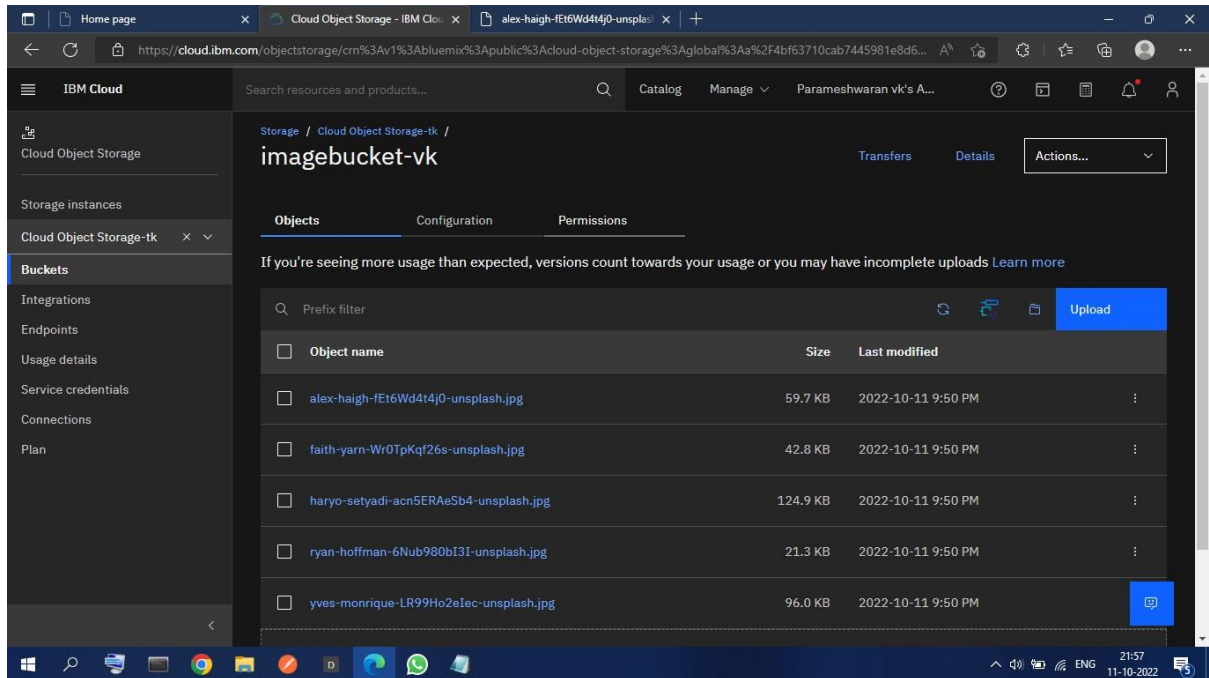 Home page
Cloud Object Storage - IBM Clou
alex-haigh-fEt6Wd4t4j0-unsplas
https://cloud.ibm.com/objectstorage/crn%3Av1%3Abluemix%3Apublic%3Acloud-object-storage%3Aglobal%3Aa%2F4bf63710cab7445981e8d6...
IBM Cloud
Search resources and products...
Catalog
Manage
Parameshwaran vk's A...
Cloud Object Storage
Storage instances
Cloud Object Storage-tk
Buckets
Integrations
Endpoints
Usage details
Service credentials
Connections
Plan
Storage / Cloud Object Storage-tk /
imagebucket-vk
Transfers
Details
Actions...
Objects
Configuration
Permissions
If you're seeing more usage than expected, versions count towards your usage or you may have incomplete uploads Learn more
Prefix filter
Upload
Object name Size Last modified
alex-haigh-fEt6Wd4t4j0-unsplash.jpg 59.7 KB 2022-10-11 9:50 PM
faith-yarn-Wr0TpKqf26s-unsplash.jpg 42.8 KB 2022-10-11 9:50 PM
haryo-setyadi-acn5ERAeSb4-unsplash.jpg 124.9 KB 2022-10-11 9:50 PM
ryan-hoffman-6Nub980bI3I-unsplash.jpg 21.3 KB 2022-10-11 9:50 PM
yves-monrique-LR99Ho2eIec-unsplash.jpg 96.0 KB 2022-10-11 9:50 PM
D
ENG
21:57
11-10-2022
5